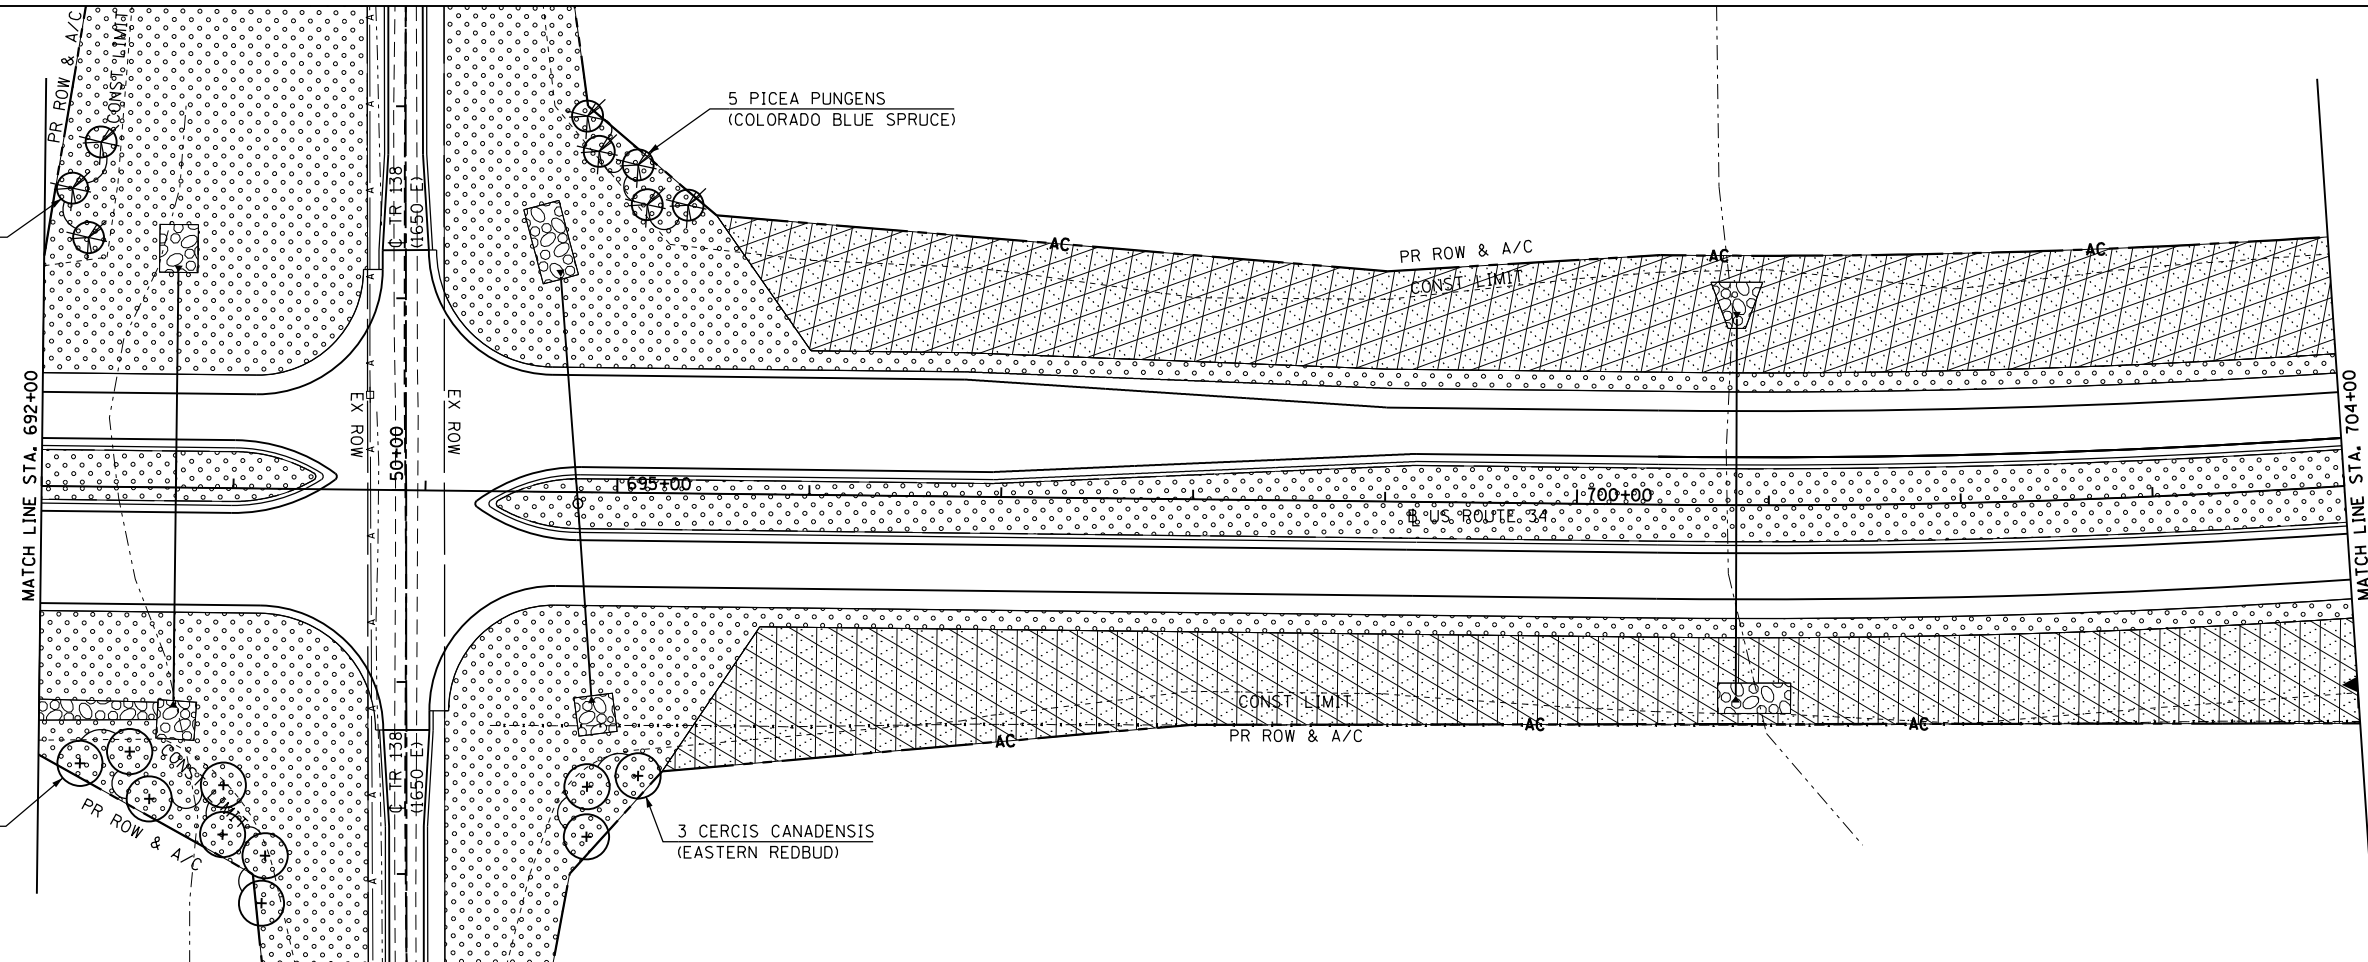 PR ROW & A/C
CONST LIMIT
5 PICEA PUNGENS
(COLORADO BLUE SPRUCE)
℄ TR 138
(1650 E)
AC
PR ROW & A/C
CONST LIMIT
AC
AC
MATCH LINE STA. 692+00
EX ROW
50+00
EX ROW
695+00
700+00
℄ US ROUTE 34
MATCH LINE STA. 704+00
CONST LIMIT
PR ROW & A/C
AC
AC
AC
CONST LIMIT
PR ROW & A/C
℄ TR 138
(1650 E)
3 CERCIS CANADENSIS
(EASTERN REDBUD)